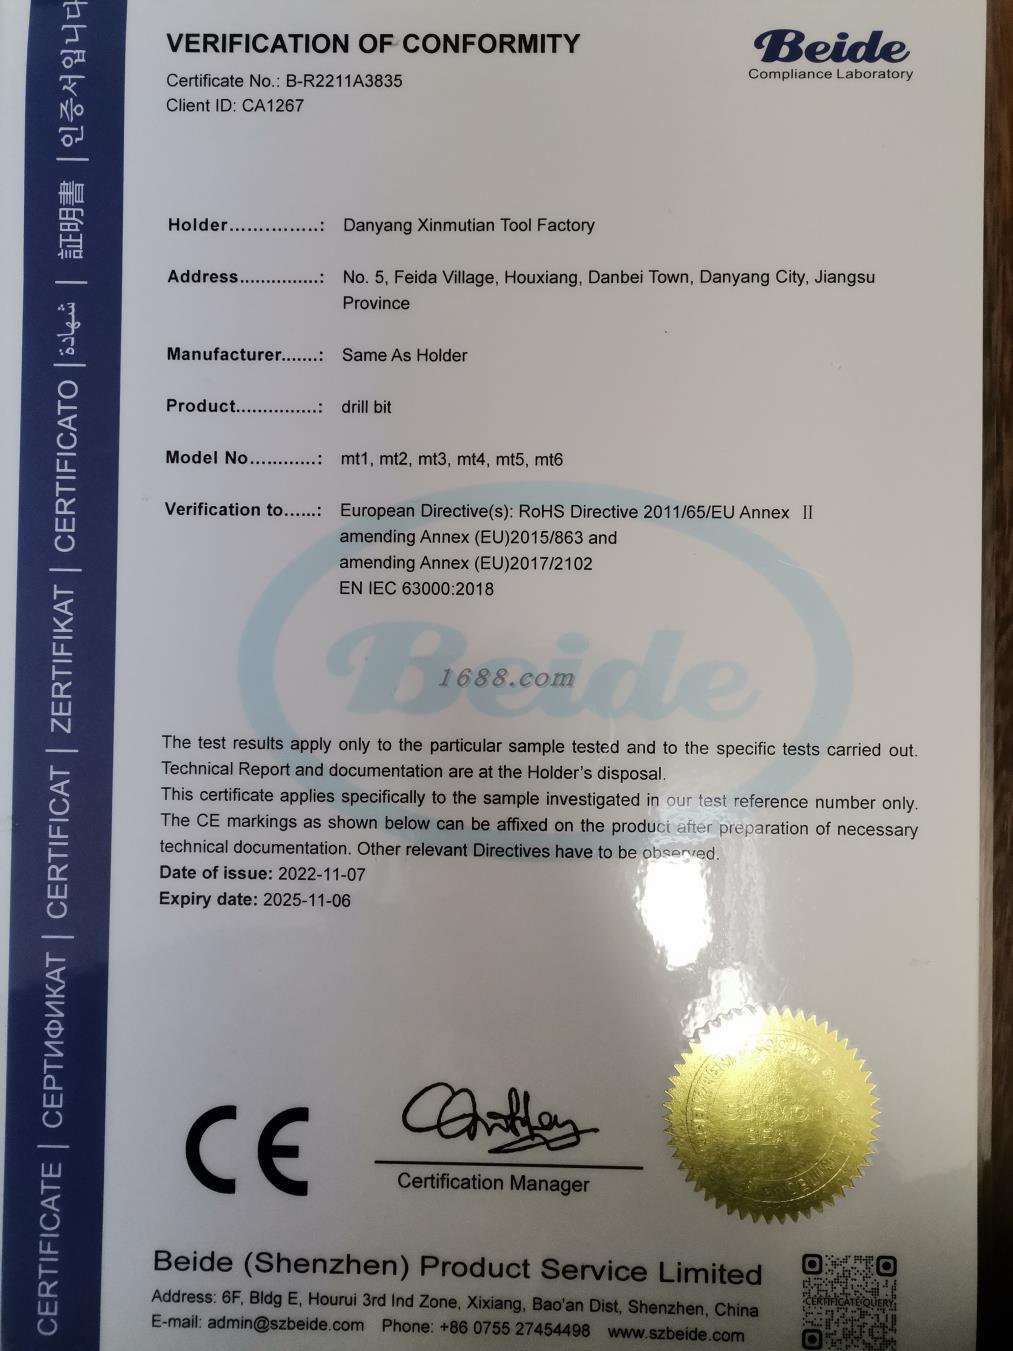 VERIFICATION OF CONFORMITY
Certificate No.: B-R2211A3835
Client ID: CA1267
Beide
Compliance Laboratory
Holder...............: Danyang Xinmutian Tool Factory
Address...............: No. 5, Feida Village, Houxiang, Danbei Town, Danyang City, Jiangsu
Province
Manufacturer.......: Same As Holder
Product...............: drill bit
Model No............: mt1, mt2, mt3, mt4, mt5, mt6
Verification to......: European Directive(s): RoHS Directive 2011/65/EU Annex Ⅱ
amending Annex (EU)2015/863 and
amending Annex (EU)2017/2102
EN IEC 63000:2018
Beide
1688.com
The test results apply only to the particular sample tested and to the specific tests carried out.
Technical Report and documentation are at the Holder's disposal.
This certificate applies specifically to the sample investigated in our test reference number only.
The CE markings as shown below can be affixed on the product after preparation of necessary
technical documentation. Other relevant Directives have to be observed.
Date of issue: 2022-11-07
Expiry date: 2025-11-06
CE
Certification Manager
Beide (Shenzhen) Product Service Limited
Address: 6F, Bldg E, Hourui 3rd Ind Zone, Xixiang, Bao'an Dist, Shenzhen, China
E-mail: admin@szbeide.com Phone: +86 0755 27454498 www.szbeide.com
CERTIFICATE QUERY
CERTIFICATE | СЕРТИФИКАТ | CERTIFICAT | ZERTIFIKAT | CERTIFICATO | شهادة | 証明書 | 인증서입니다